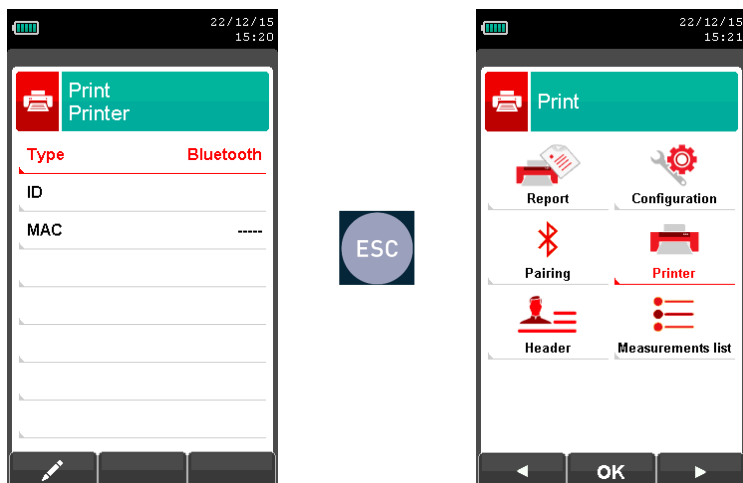 22/12/15
15:20
Print
Printer
Type Bluetooth
ID
MAC -----
ESC
22/12/15
15:21
Print
Report Configuration
Pairing Printer
Header Measurements list
OK